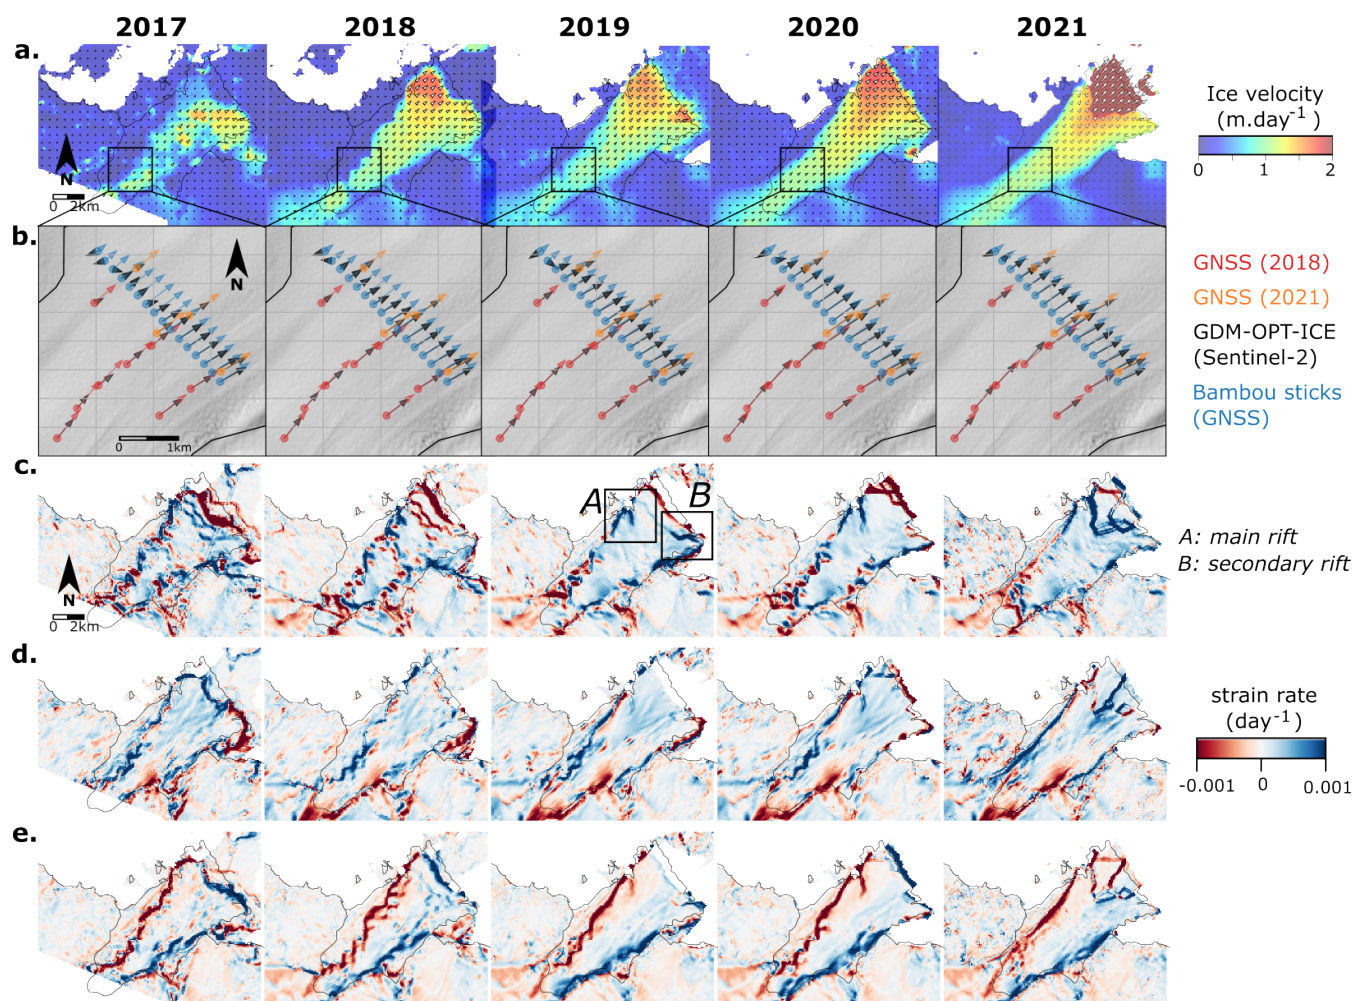 2017 2018 2019 2020 2021
a.
Ice velocity
(m.day-1)
0 1 2
N
0 2km
b.
N
GNSS (2018)
GNSS (2021)
GDM-OPT-ICE
(Sentinel-2)
Bambou sticks
(GNSS)
0 1km
c.
A B
A: main rift
B: secondary rift
N
0 2km
d.
strain rate
(day-1)
-0.001 0 0.001
e.